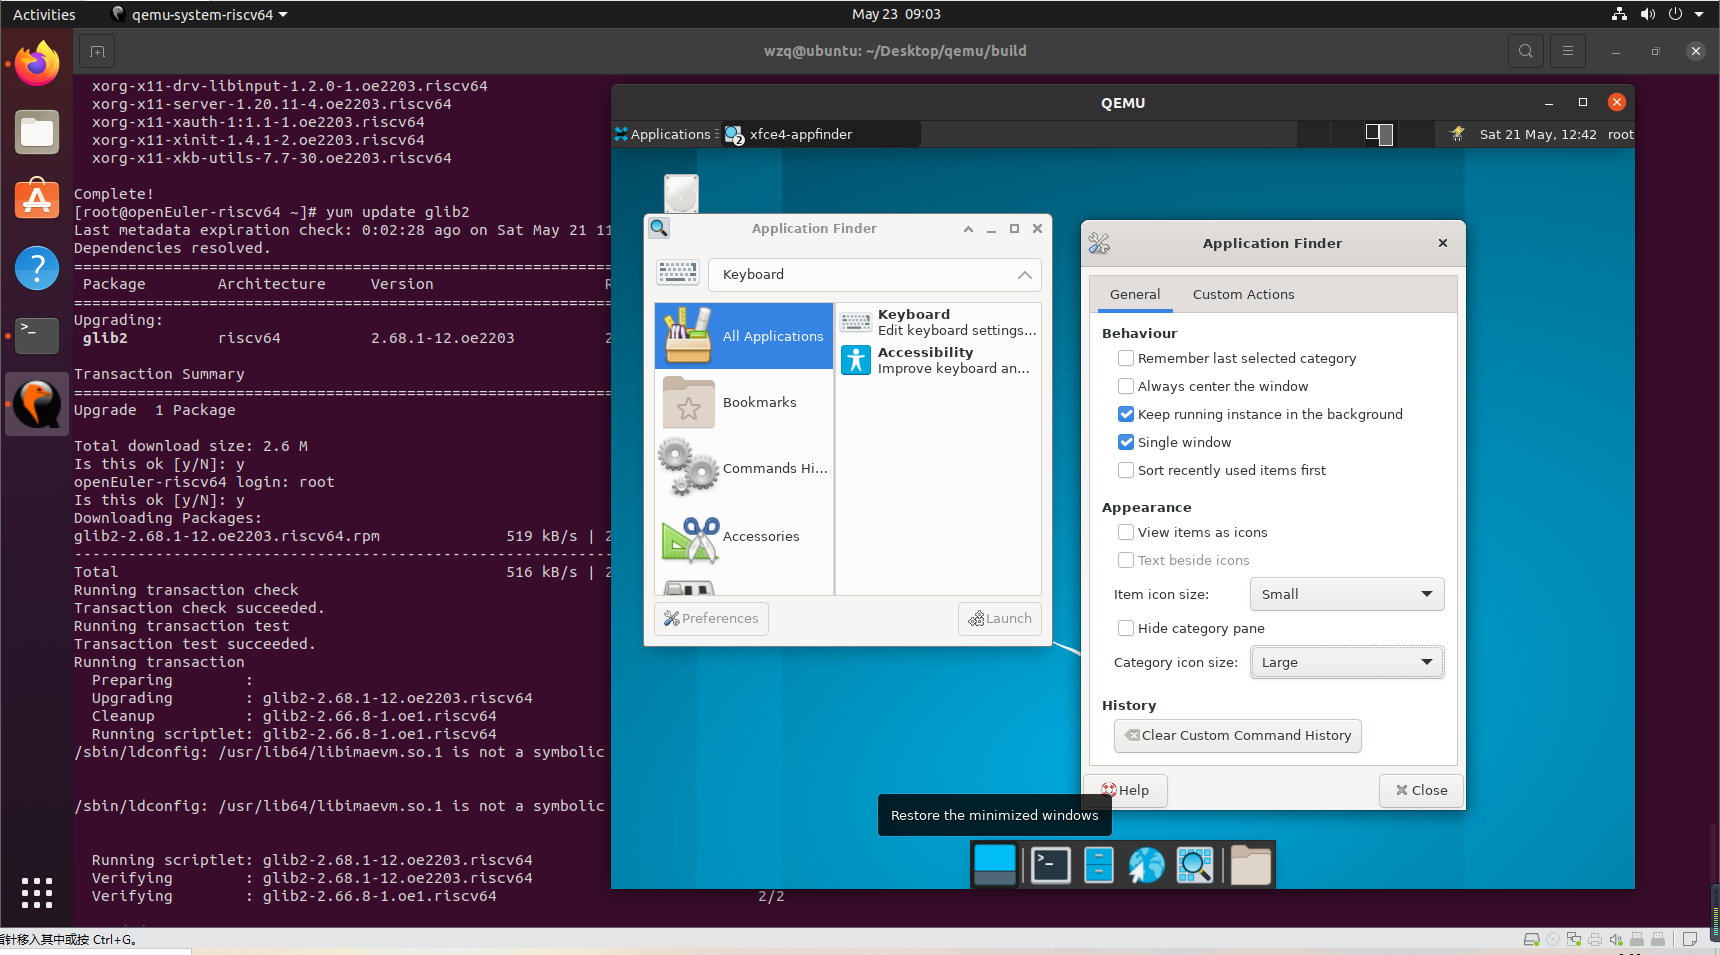 Activities
qemu-system-riscv64
May 23 09:03
wzq@ubuntu: ~/Desktop/qemu/build
xorg-x11-drv-libinput-1.2.0-1.oe2203.riscv64
xorg-x11-server-1.20.11-4.oe2203.riscv64
xorg-x11-xauth-1:1.1-1.oe2203.riscv64
xorg-x11-xinit-1.4.1-2.oe2203.riscv64
xorg-x11-xkb-utils-7.7-30.oe2203.riscv64
Complete!
[root@openEuler-riscv64 ~]# yum update glib2
Last metadata expiration check: 0:02:28 ago on Sat May 21 11
Dependencies resolved.
================================================================
Package Architecture Version R
================================================================
Upgrading:
glib2 riscv64 2.68.1-12.oe2203 2
Transaction Summary
================================================================
Upgrade 1 Package
Total download size: 2.6 M
Is this ok [y/N]: y
openEuler-riscv64 login: root
Is this ok [y/N]: y
Downloading Packages:
glib2-2.68.1-12.oe2203.riscv64.rpm 519 kB/s | 2
----------------------------------------------------------------
Total 516 kB/s | 2
Running transaction check
Transaction check succeeded.
Running transaction test
Transaction test succeeded.
Running transaction
Preparing :
Upgrading : glib2-2.68.1-12.oe2203.riscv64
Cleanup : glib2-2.66.8-1.oe1.riscv64
Running scriptlet: glib2-2.66.8-1.oe1.riscv64
/sbin/ldconfig: /usr/lib64/libimaevm.so.1 is not a symbolic
/sbin/ldconfig: /usr/lib64/libimaevm.so.1 is not a symbolic
Running scriptlet: glib2-2.68.1-12.oe2203.riscv64
Verifying : glib2-2.68.1-12.oe2203.riscv64
Verifying : glib2-2.66.8-1.oe1.riscv64 2/2
QEMU
Applications
2
xfce4-appfinder
Sat 21 May, 12:42
root
Application Finder
Keyboard
All Applications
Bookmarks
Commands Hi...
Accessories
Keyboard
Edit keyboard settings...
Accessibility
Improve keyboard an...
Preferences
Launch
Application Finder
General
Custom Actions
Behaviour
Remember last selected category
Always center the window
Keep running instance in the background
Single window
Sort recently used items first
Appearance
View items as icons
Text beside icons
Item icon size: Small
Hide category pane
Category icon size: Large
History
Clear Custom Command History
Help
Close
Restore the minimized windows
指针移入其中或按 Ctrl+G。